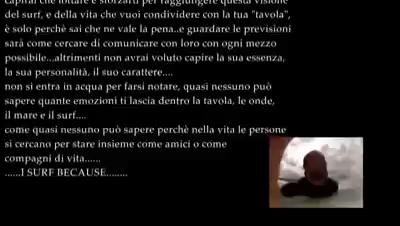 capirai che lottare e sforzarti per raggiungere questa visione
del surf, e della vita che vuoi condividere con la tua "tavola",
è solo perchè sai che ne vale la pena..e guardare le previsioni
sarà come cercare di comunicare con loro con ogni mezzo
possibile...altrimenti non avrai voluto capire la sua essenza,
la sua personalità, il suo carattere....
non si entra in acqua per farsi notare, quasi nessuno può
sapere quante emozioni ti lascia dentro la tavola, le onde,
il mare e il surf....
come quasi nessuno può sapere perchè nella vita le persone
si cercano per stare insieme come amici o come
compagni di vita......
......I SURF BECAUSE........